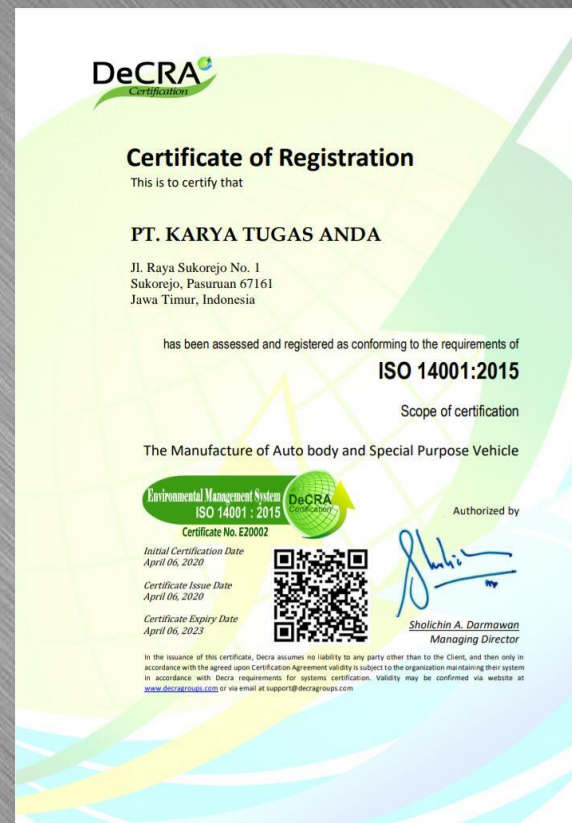 DeCRA
Certification
Certificate of Registration
This is to certify that
PT. KARYA TUGAS ANDA
Jl. Raya Sukorejo No. 1
Sukorejo, Pasuruan 67161
Jawa Timur, Indonesia
has been assessed and registered as conforming to the requirements of
ISO 14001:2015
Scope of certification
The Manufacture of Auto body and Special Purpose Vehicle
Environmental Management System
ISO 14001 : 2015
DeCRA
Certification
Certificate No. E20002
Authorized by
Initial Certification Date
April 06, 2020
Certificate Issue Date
April 06, 2020
Certificate Expiry Date
April 06, 2023
Sholichin A. Darmawan
Managing Director
In the issuance of this certificate, Decra assumes no liability to any party other than to the Client, and then only in
accordance with the agreed upon Certification Agreement validity is subject to the organization maintaining their system
in accordance with Decra requirements for systems certification. Validity may be confirmed via website at
www.decragroups.com or via email at support@decragroups.com